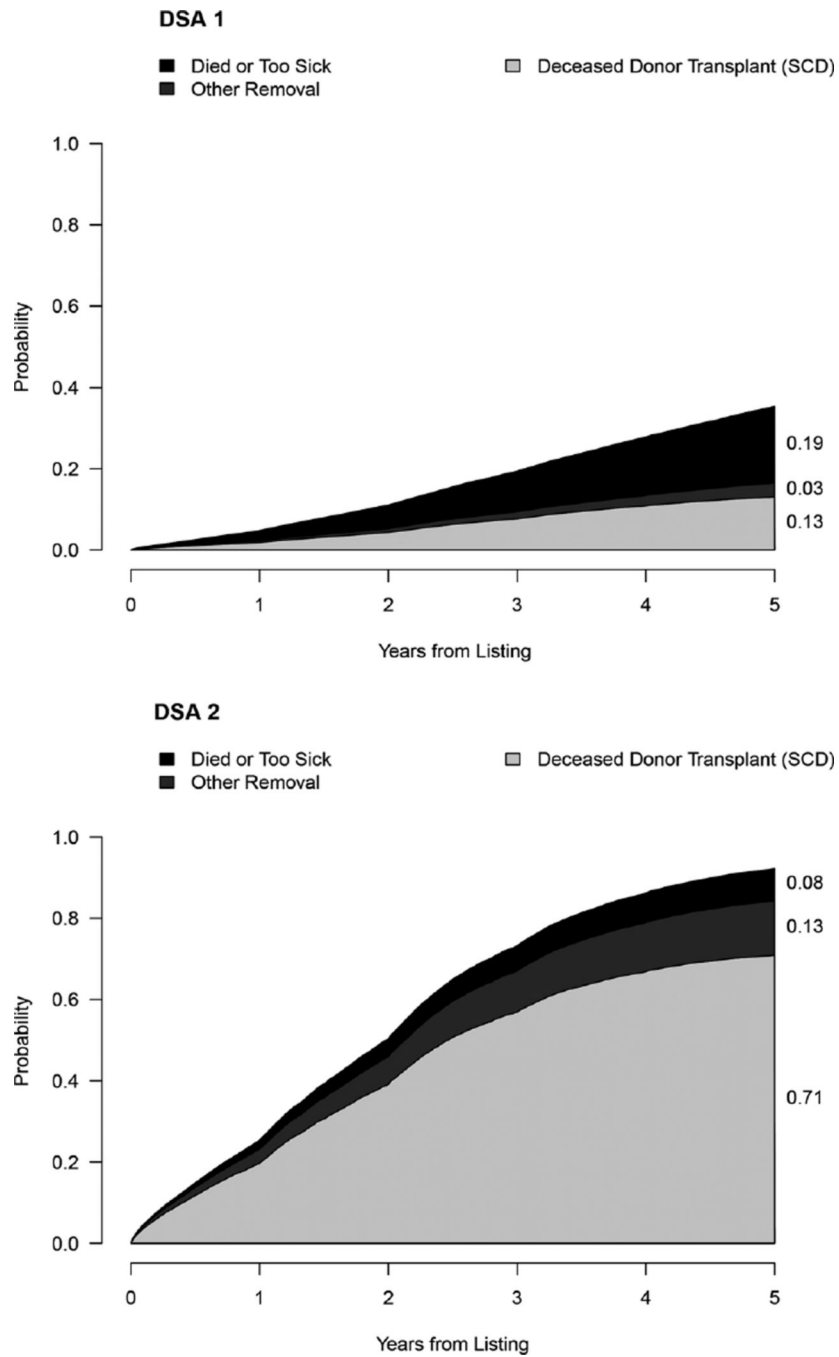 DSA 1
Died or Too Sick
Deceased Donor Transplant (SCD)
Other Removal
1.0
0.8
0.6
0.4
0.2
0.0
Probability
0.19
0.03
0.13
0 1 2 3 4 5
Years from Listing
DSA 2
Died or Too Sick
Deceased Donor Transplant (SCD)
Other Removal
1.0
0.8
0.6
0.4
0.2
0.0
Probability
0.08
0.13
0.71
0 1 2 3 4 5
Years from Listing